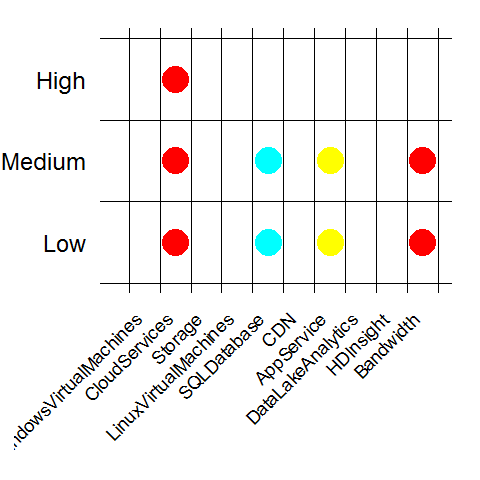 High
Medium
Low
ndowsVirtualMachines
CloudServices
Storage
LinuxVirtualMachines
SQLDatabase
CDN
AppService
DataLakeAnalytics
HDInsight
Bandwidth